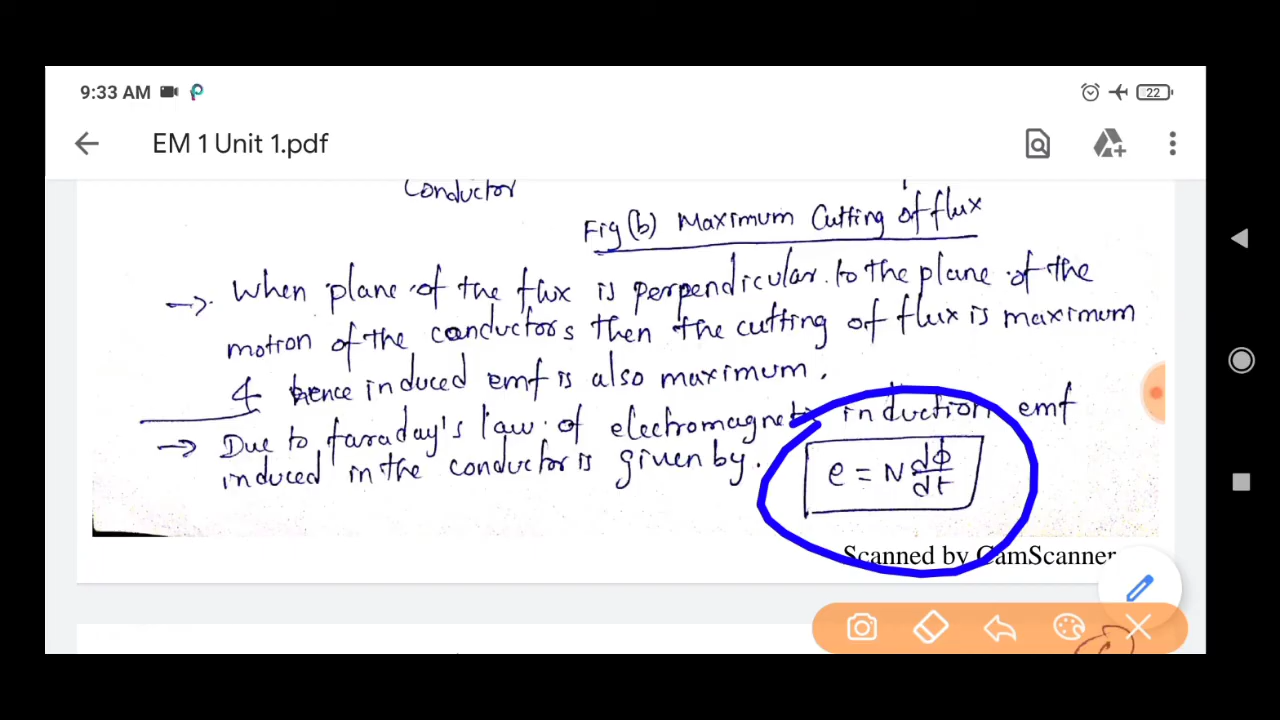 9:33 AM
22
EM 1 Unit 1.pdf
Conductor
Fig (b) Maximum Cutting of flux
→ When plane of the flux is perpendicular to the plane of the
motion of the conductors then the cutting of flux is maximum
& hence induced emf is also maximum.
→ Due to faraday's law of electromagnetic induction emf
induced in the conductor is given by. e = N dφ/dt
Scanned by CamScanner